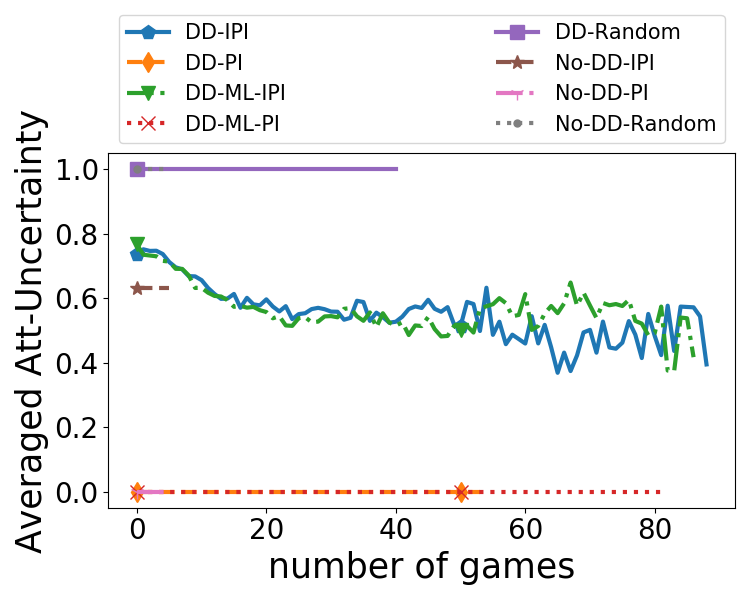 DD-IPI
DD-PI
DD-ML-IPI
DD-ML-PI
DD-Random
No-DD-IPI
No-DD-PI
No-DD-Random
Averaged Att-Uncertainty
1.0
0.8
0.6
0.4
0.2
0.0
0 20 40 60 80
number of games